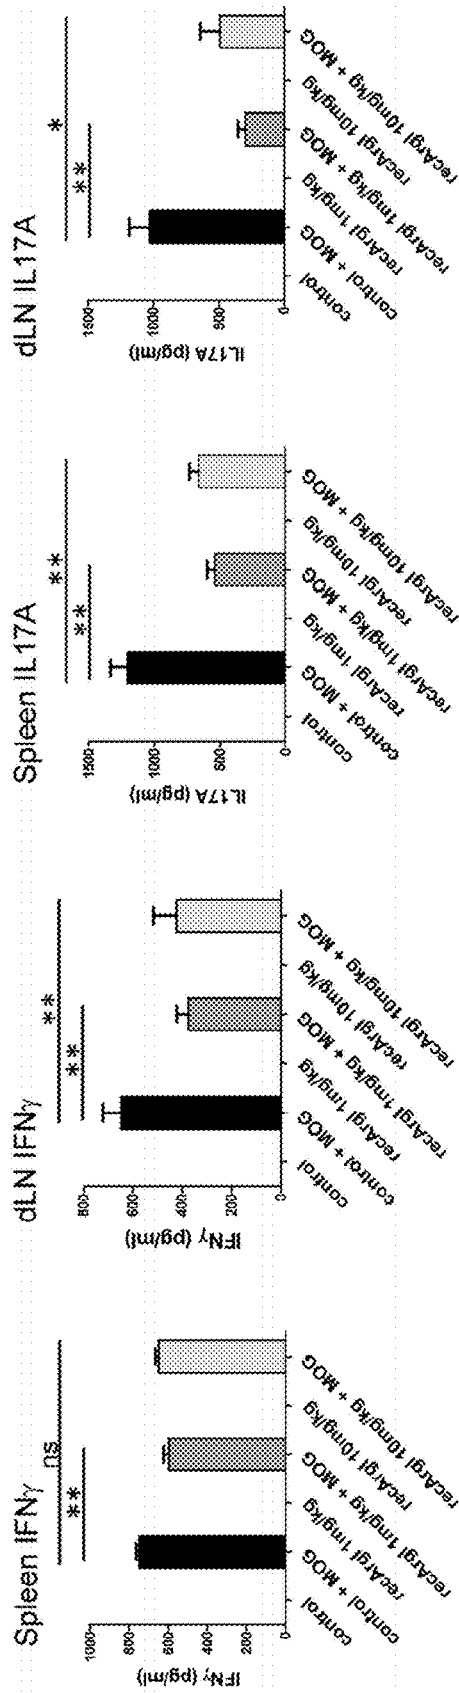 Spleen IFNγ
ns
**
1000
800
600
400
200
0
IFNγ (pg/ml)
control
control + MOG
recArgI 1mg/kg
recArgI 1mg/kg + MOG
recArgI 10mg/kg
recArgI 10mg/kg + MOG
dLN IFNγ
**
**
800
600
400
200
0
IFNγ (pg/ml)
control
control + MOG
recArgI 1mg/kg
recArgI 1mg/kg + MOG
recArgI 10mg/kg
recArgI 10mg/kg + MOG
Spleen IL17A
**
**
1500
1000
500
0
IL17A (pg/ml)
control
control + MOG
recArgI 1mg/kg
recArgI 1mg/kg + MOG
recArgI 10mg/kg
recArgI 10mg/kg + MOG
dLN IL17A
*
**
1500
1000
500
0
IL17A (pg/ml)
control
control + MOG
recArgI 1mg/kg
recArgI 1mg/kg + MOG
recArgI 10mg/kg
recArgI 10mg/kg + MOG